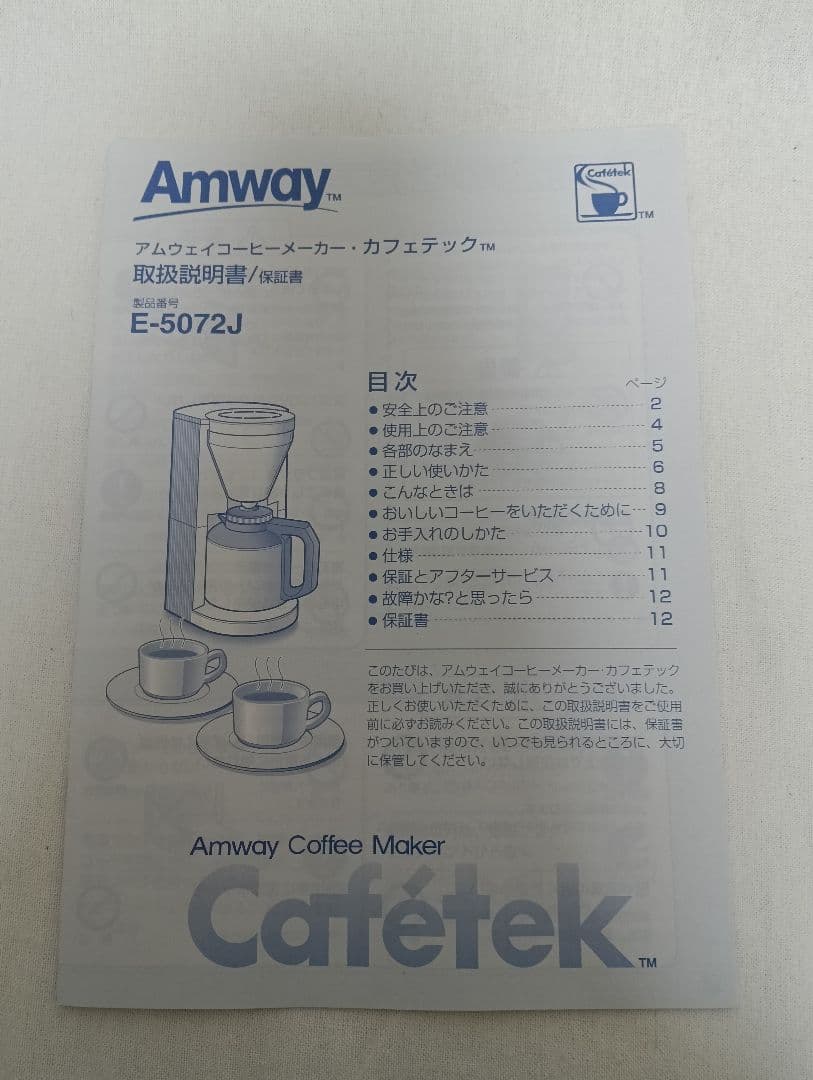 Amway™
Cafétek™
アムウェイコーヒーメーカー・カフェテック™
取扱説明書/保証書
製品番号
E-5072J
目次 ページ
●安全上のご注意 2
●使用上のご注意 4
●各部のなまえ 5
●正しい使いかた 6
●こんなときは 8
●おいしいコーヒーをいただくために 9
●お手入れのしかた 10
●仕様 11
●保証とアフターサービス 11
●故障かな?と思ったら 12
●保証書 12
このたびは、アムウェイコーヒーメーカー・カフェテック
をお買い上げいただき、誠にありがとうございました。
正しくお使いいただくために、この取扱説明書をご使用
前に必ずお読みください。この取扱説明書には、保証書
がついていますので、いつでも見られるところに、大切
に保管してください。
Amway Coffee Maker
Cafétek™